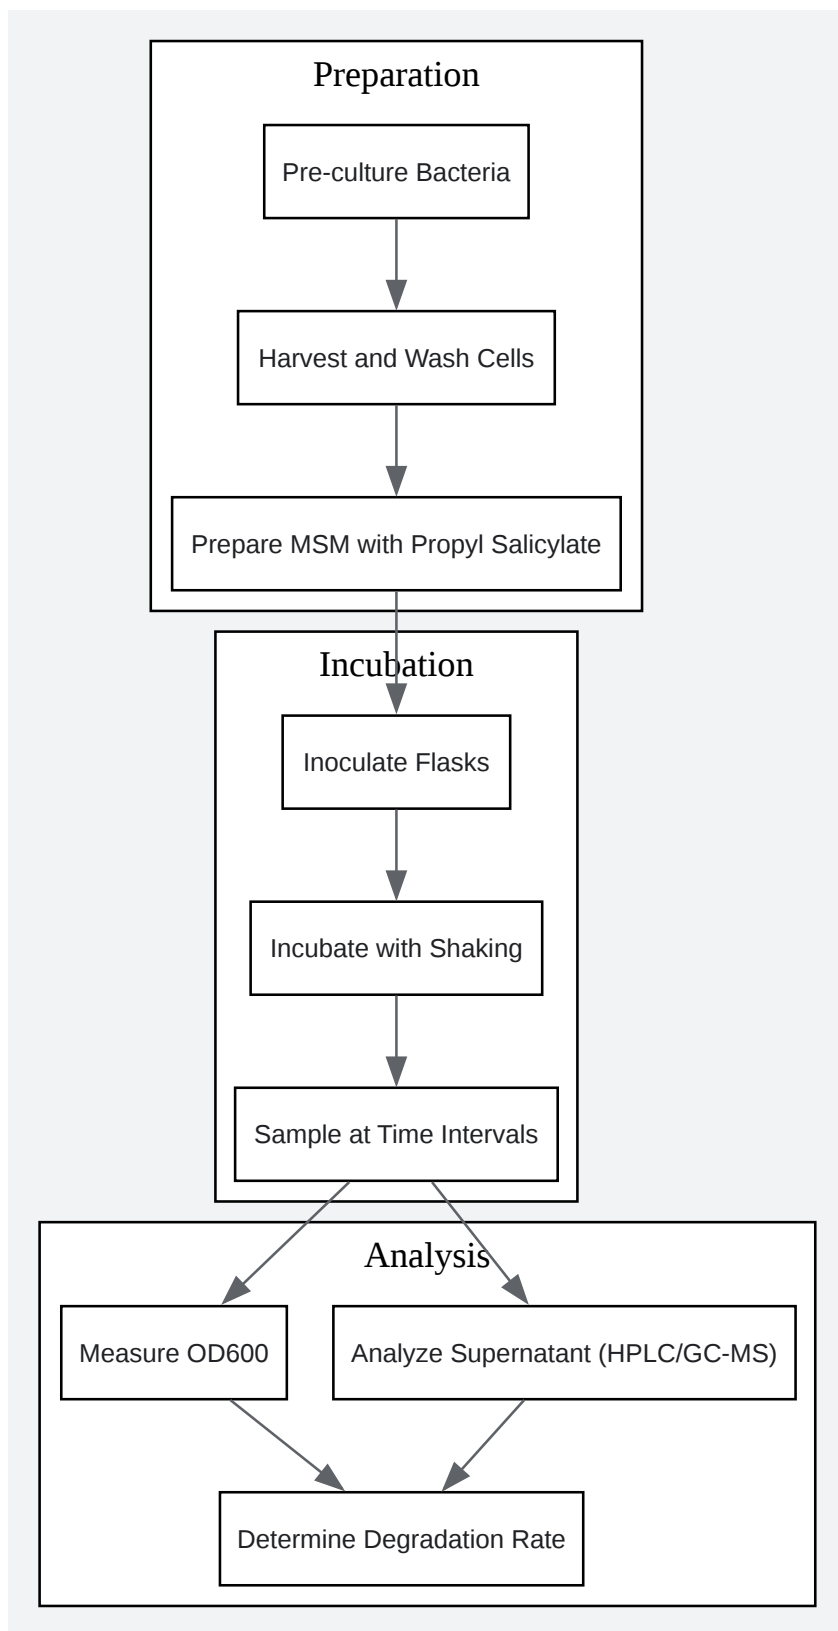 Preparation
Pre-culture Bacteria
Harvest and Wash Cells
Prepare MSM with Propyl Salicylate
Incubation
Inoculate Flasks
Incubate with Shaking
Sample at Time Intervals
Analysis
Measure OD600
Analyze Supernatant (HPLC/GC-MS)
Determine Degradation Rate